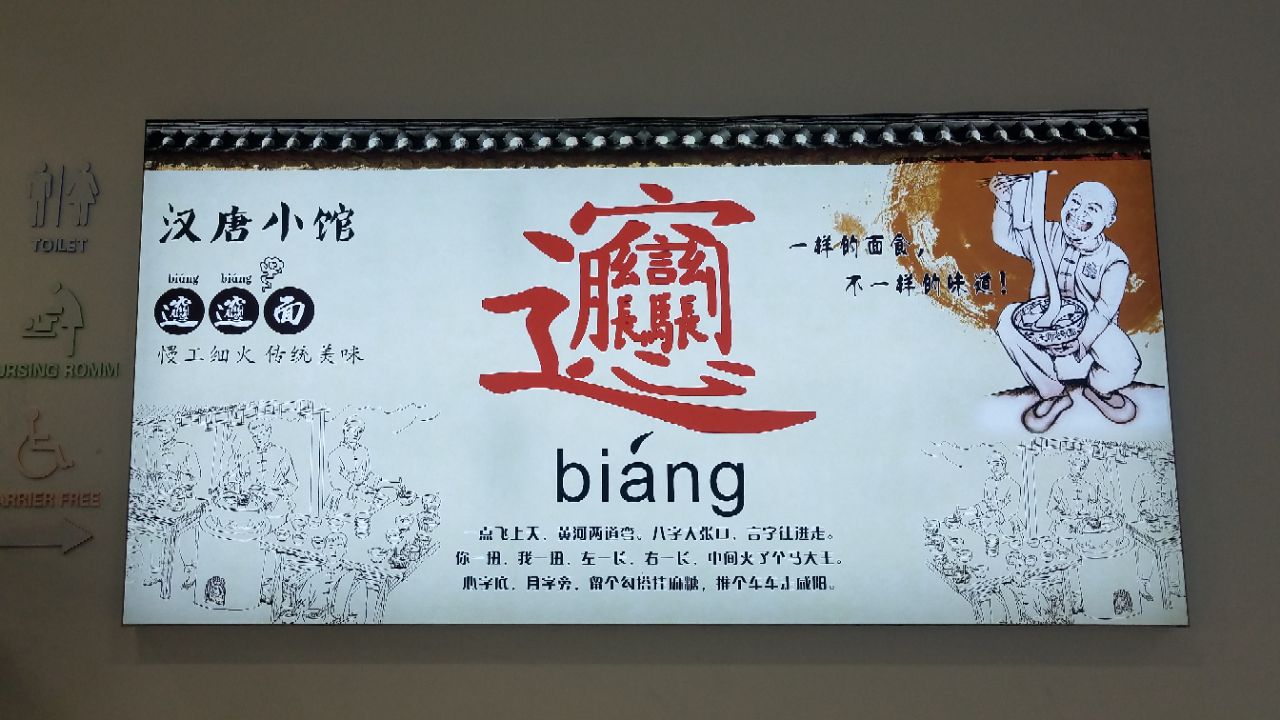 TOILET
URSING ROMM
ARRIER FREE
汉唐小馆
biáng biáng
𰻝𰻝面
慢工细火 传统美味
𰻝
biáng
一样的面食，
不一样的味道！
一点飞上天、黄河两道弯、八字大张口、言字往进走。
你一扭、我一扭、左一长、右一长、中间夹了个马大王。
心字底、月字旁、留个勾搭挂麻糖，推个车车走咸阳。